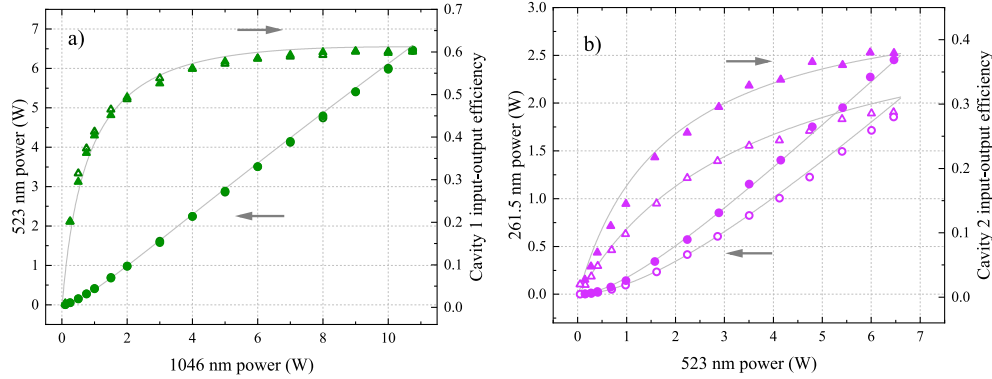 a)
7
6
5
4
3
2
1
0
523 nm power (W)
0 2 4 6 8 10
1046 nm power (W)
0.7
0.6
0.5
0.4
0.3
0.2
0.1
0.0
Cavity 1 input-output efficiency
b)
3.0
2.5
2.0
1.5
1.0
0.5
0.0
261.5 nm power (W)
0 1 2 3 4 5 6 7
523 nm power (W)
0.4
0.3
0.2
0.1
0.0
Cavity 2 input-output efficiency